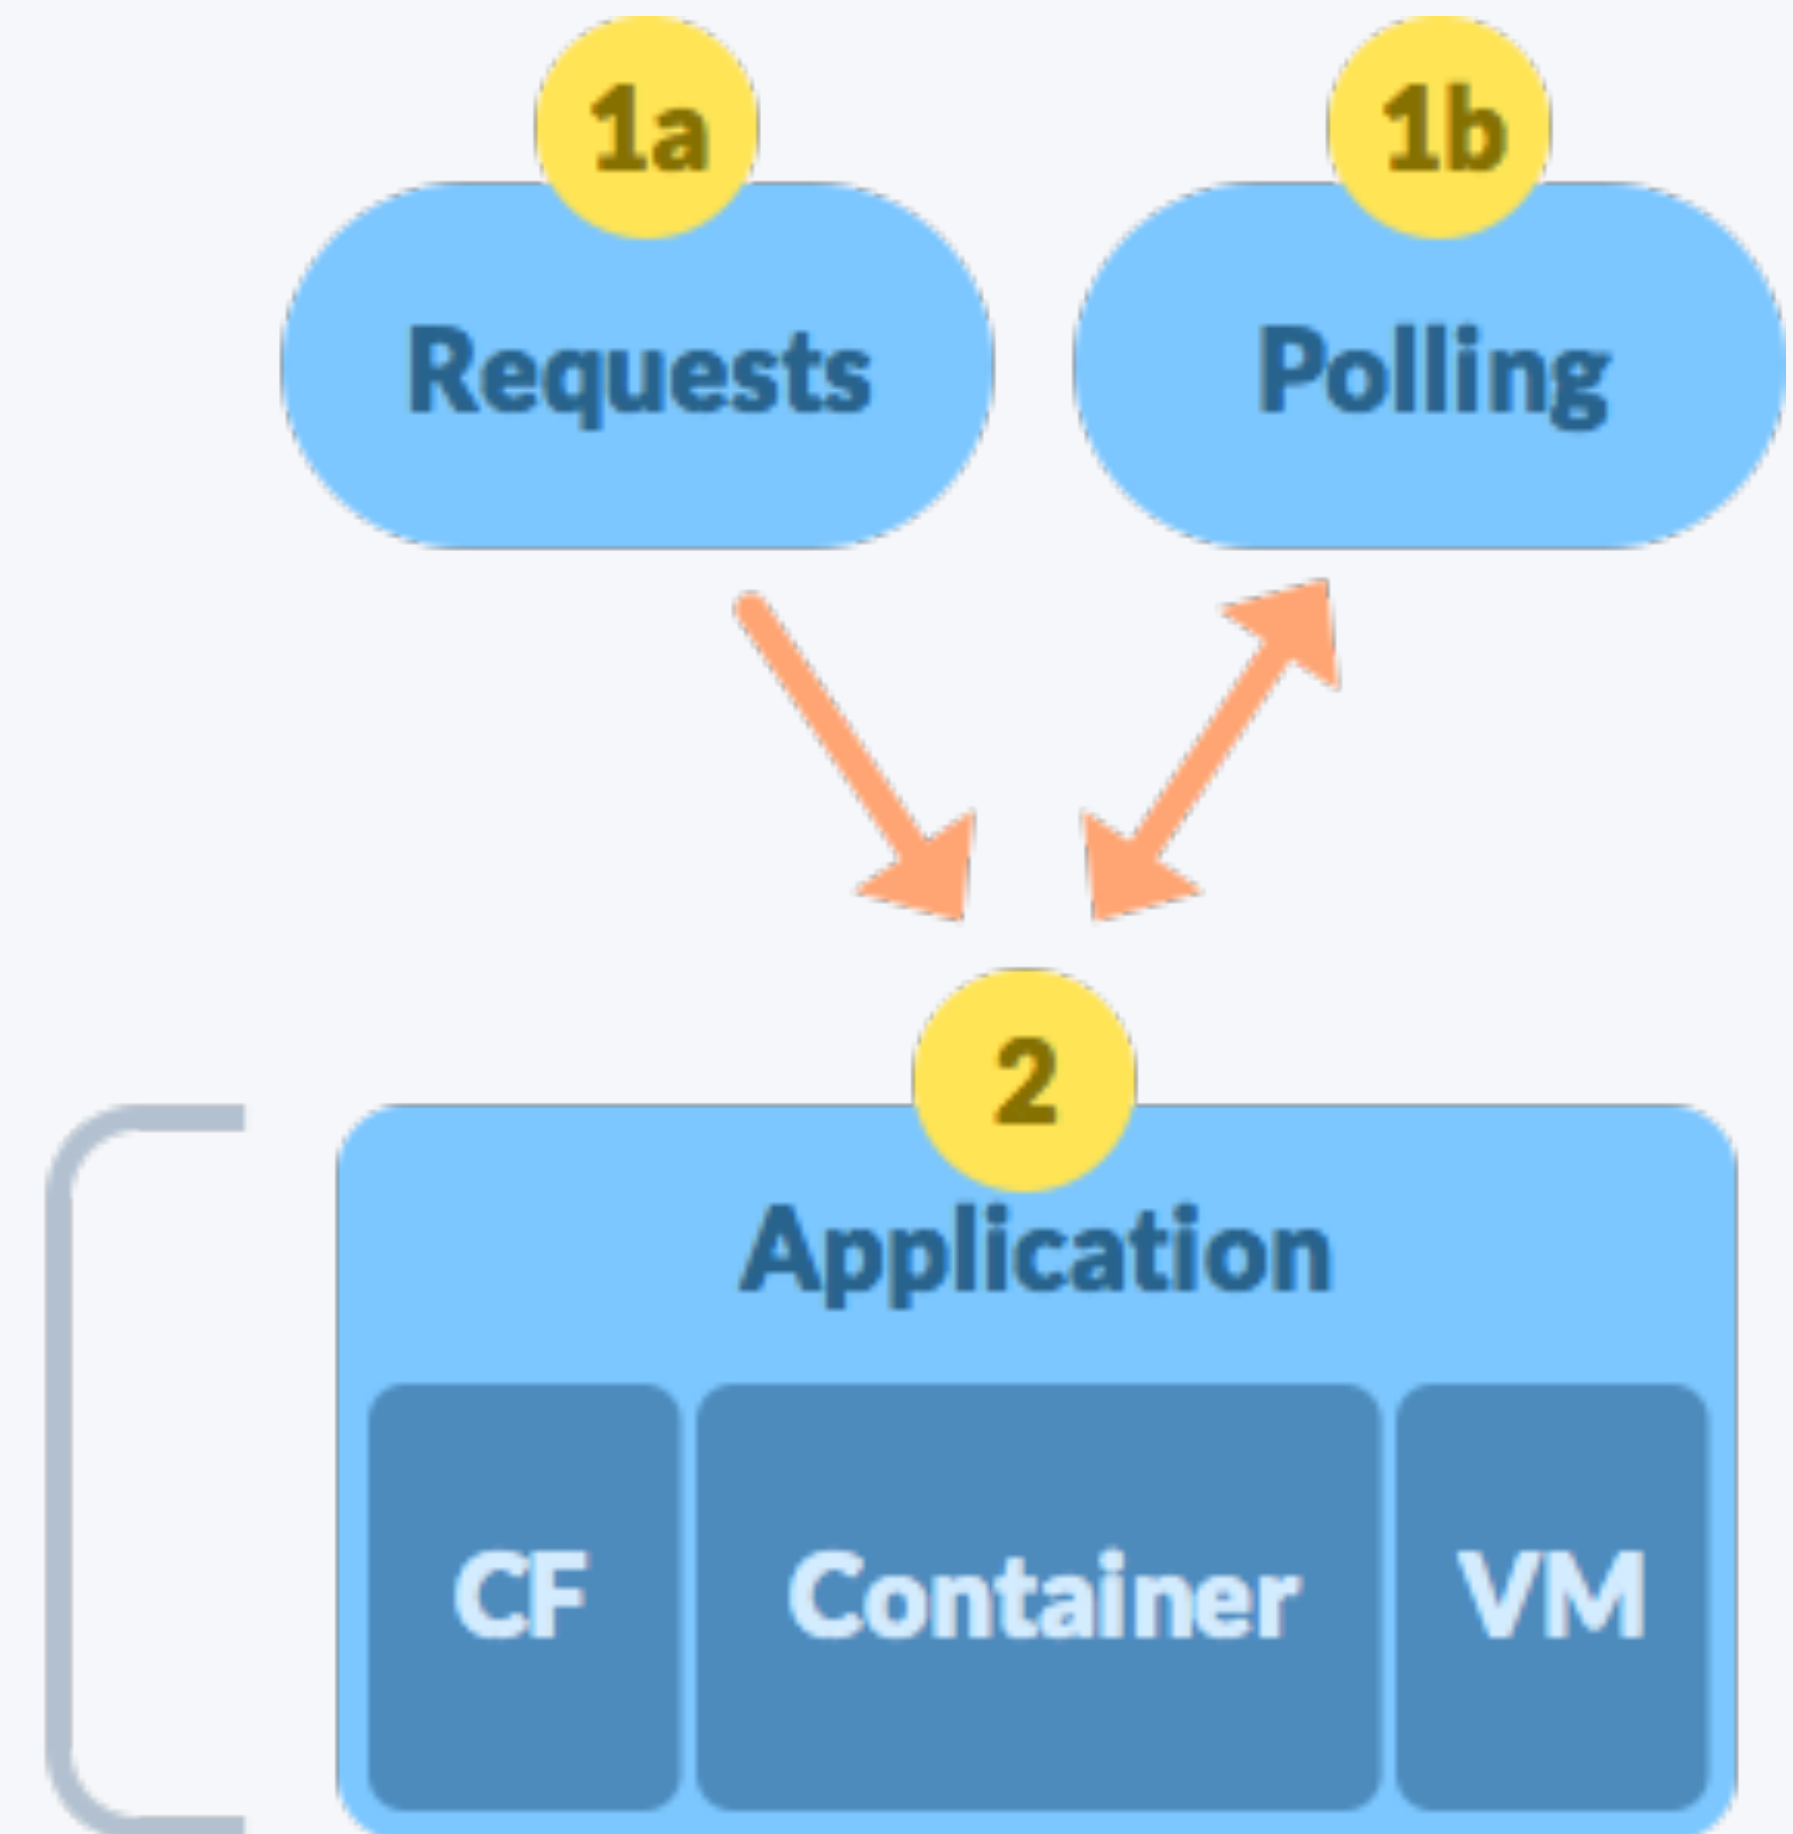 1a 1b
Requests Polling
2
Application
CF Container VM